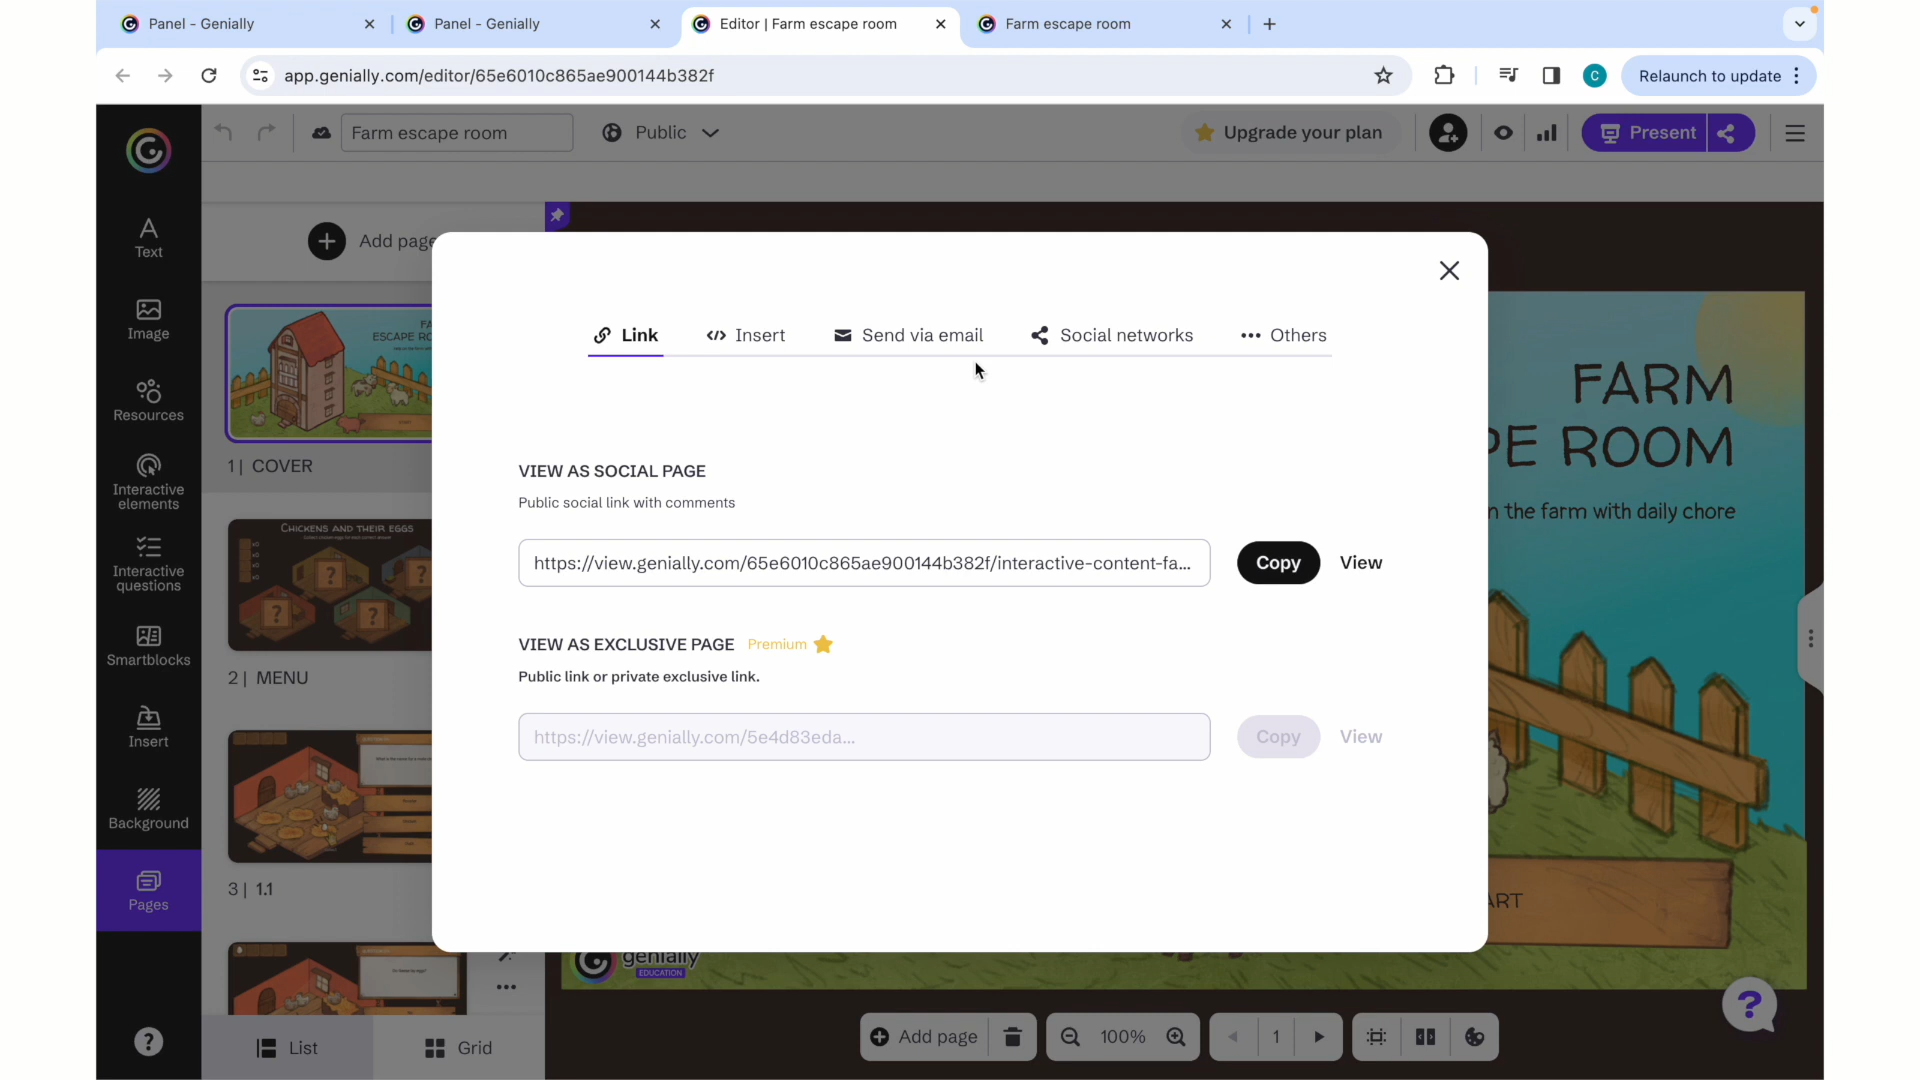 Panel - Genially
Panel - Genially
Editor | Farm escape room
Farm escape room
app.genially.com/editor/65e6010c865ae900144b382f
C
Relaunch to update
Farm escape room
Public
Upgrade your plan
Present
Text
Image
Resources
Interactive
elements
Interactive
questions
Smartblocks
Insert
Background
Pages
Add page
ESCAPE RO
1 | COVER
CHICKENS AND THEIR EGGS
2 | MENU
3 | 1.1
List
Grid
Link
Insert
Send via email
Social networks
Others
VIEW AS SOCIAL PAGE
Public social link with comments
https://view.genially.com/65e6010c865ae900144b382f/interactive-content-fa...
Copy
View
VIEW AS EXCLUSIVE PAGE Premium
Public link or private exclusive link.
https://view.genially.com/5e4d83eda...
Copy
View
FARM
PE ROOM
n the farm with daily chore
ART
genially
EDUCATION
Add page
100%
1
?
?